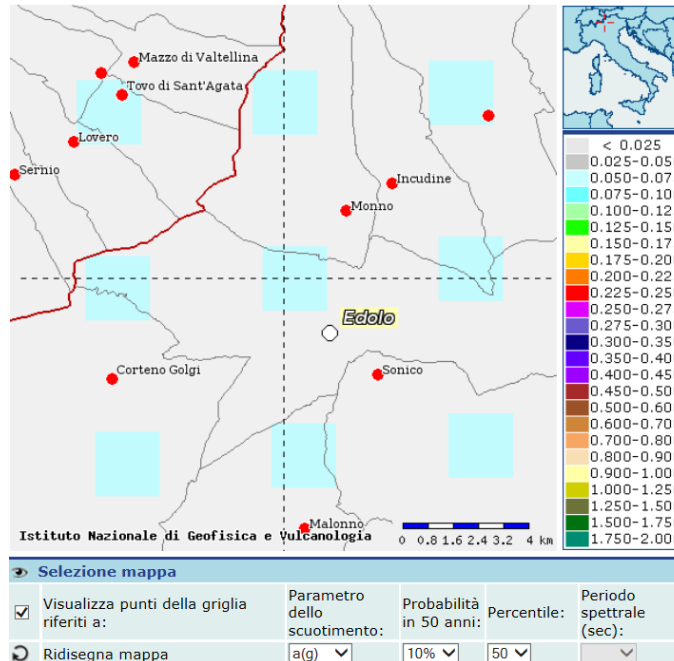 Mazzo di Valtellina
Tovo di Sant'Agata
Lovero
Sernio
Incudine
Monno
Edolo
Corteno Golgi
Sonico
Malonno
Istituto Nazionale di Geofisica e Vulcanologia
0 0.8 1.6 2.4 3.2 4 km
< 0.025
0.025-0.05
0.050-0.07
0.075-0.10
0.100-0.12
0.125-0.15
0.150-0.17
0.175-0.20
0.200-0.22
0.225-0.25
0.250-0.27
0.275-0.30
0.300-0.35
0.350-0.40
0.400-0.45
0.450-0.50
0.500-0.60
0.600-0.70
0.700-0.80
0.800-0.90
0.900-1.00
1.000-1.25
1.250-1.50
1.500-1.75
1.750-2.00
Selezione mappa
Visualizza punti della griglia
riferiti a:
Parametro
dello
scuotimento:
Probabilità
in 50 anni:
Percentile:
Periodo
spettrale
(sec):
Ridisegna mappa
a(g)
10%
50